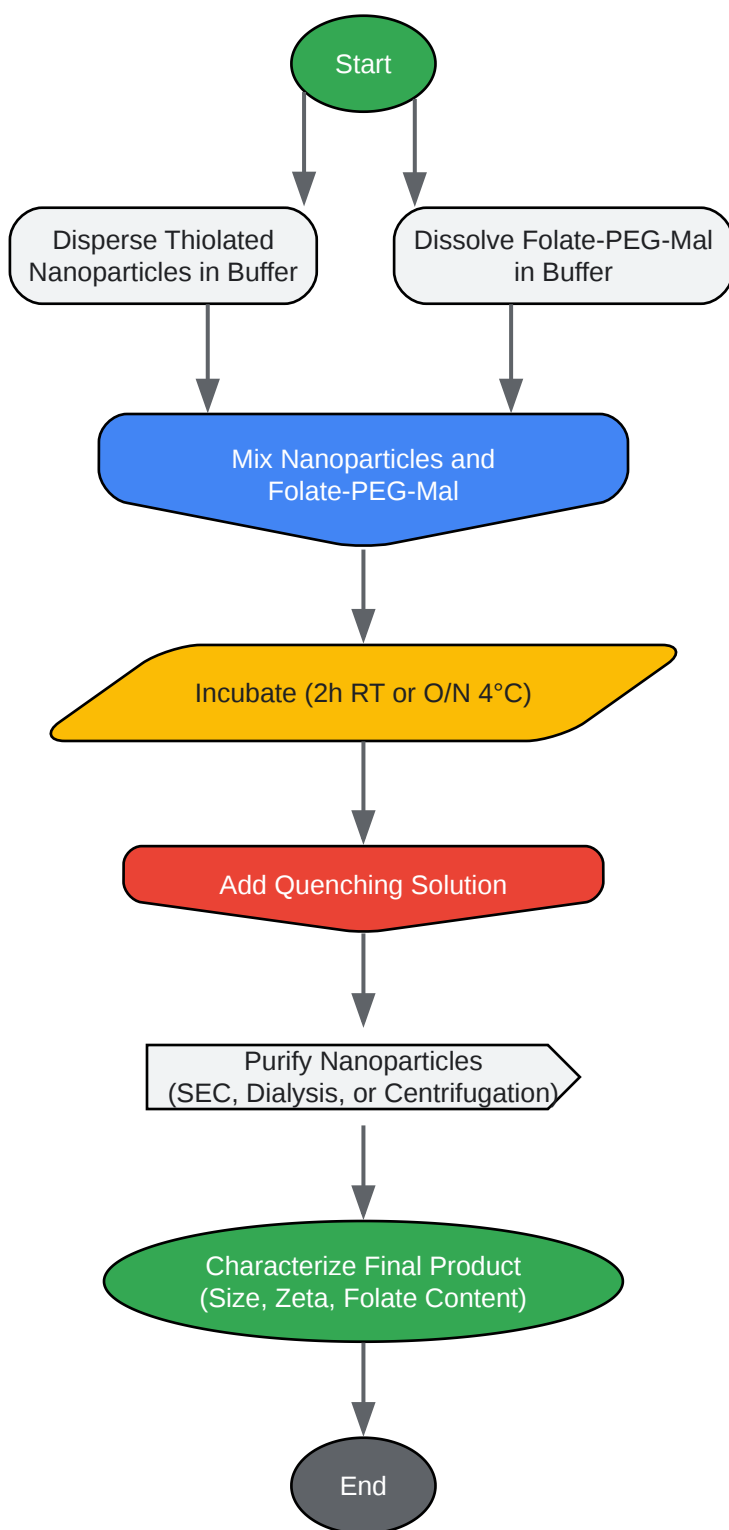 Start
Disperse Thiolated
Nanoparticles in Buffer
Dissolve Folate-PEG-Mal
in Buffer
Mix Nanoparticles and
Folate-PEG-Mal
Incubate (2h RT or O/N 4°C)
Add Quenching Solution
Purify Nanoparticles
(SEC, Dialysis, or Centrifugation)
Characterize Final Product
(Size, Zeta, Folate Content)
End